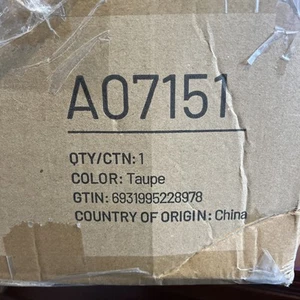 A07151
QTY/CTN: 1
COLOR: Taupe
GTIN: 6931995228978
COUNTRY OF ORIGIN: China